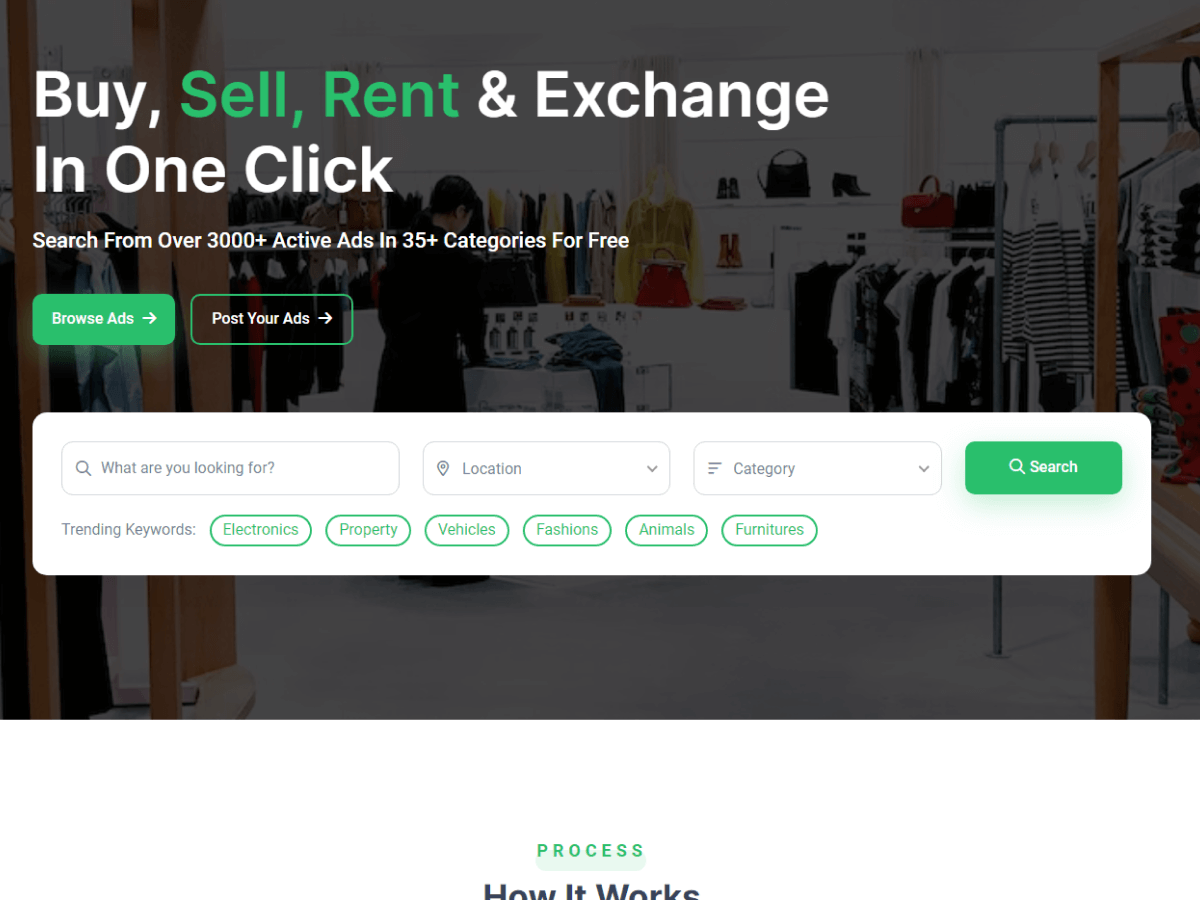 Buy, Sell, Rent & Exchange
In One Click
Search From Over 3000+ Active Ads In 35+ Categories For Free
Browse Ads
Post Your Ads
What are you looking for?
Location
Category
Search
Trending Keywords:
Electronics
Property
Vehicles
Fashions
Animals
Furnitures
PROCESS
How It Works